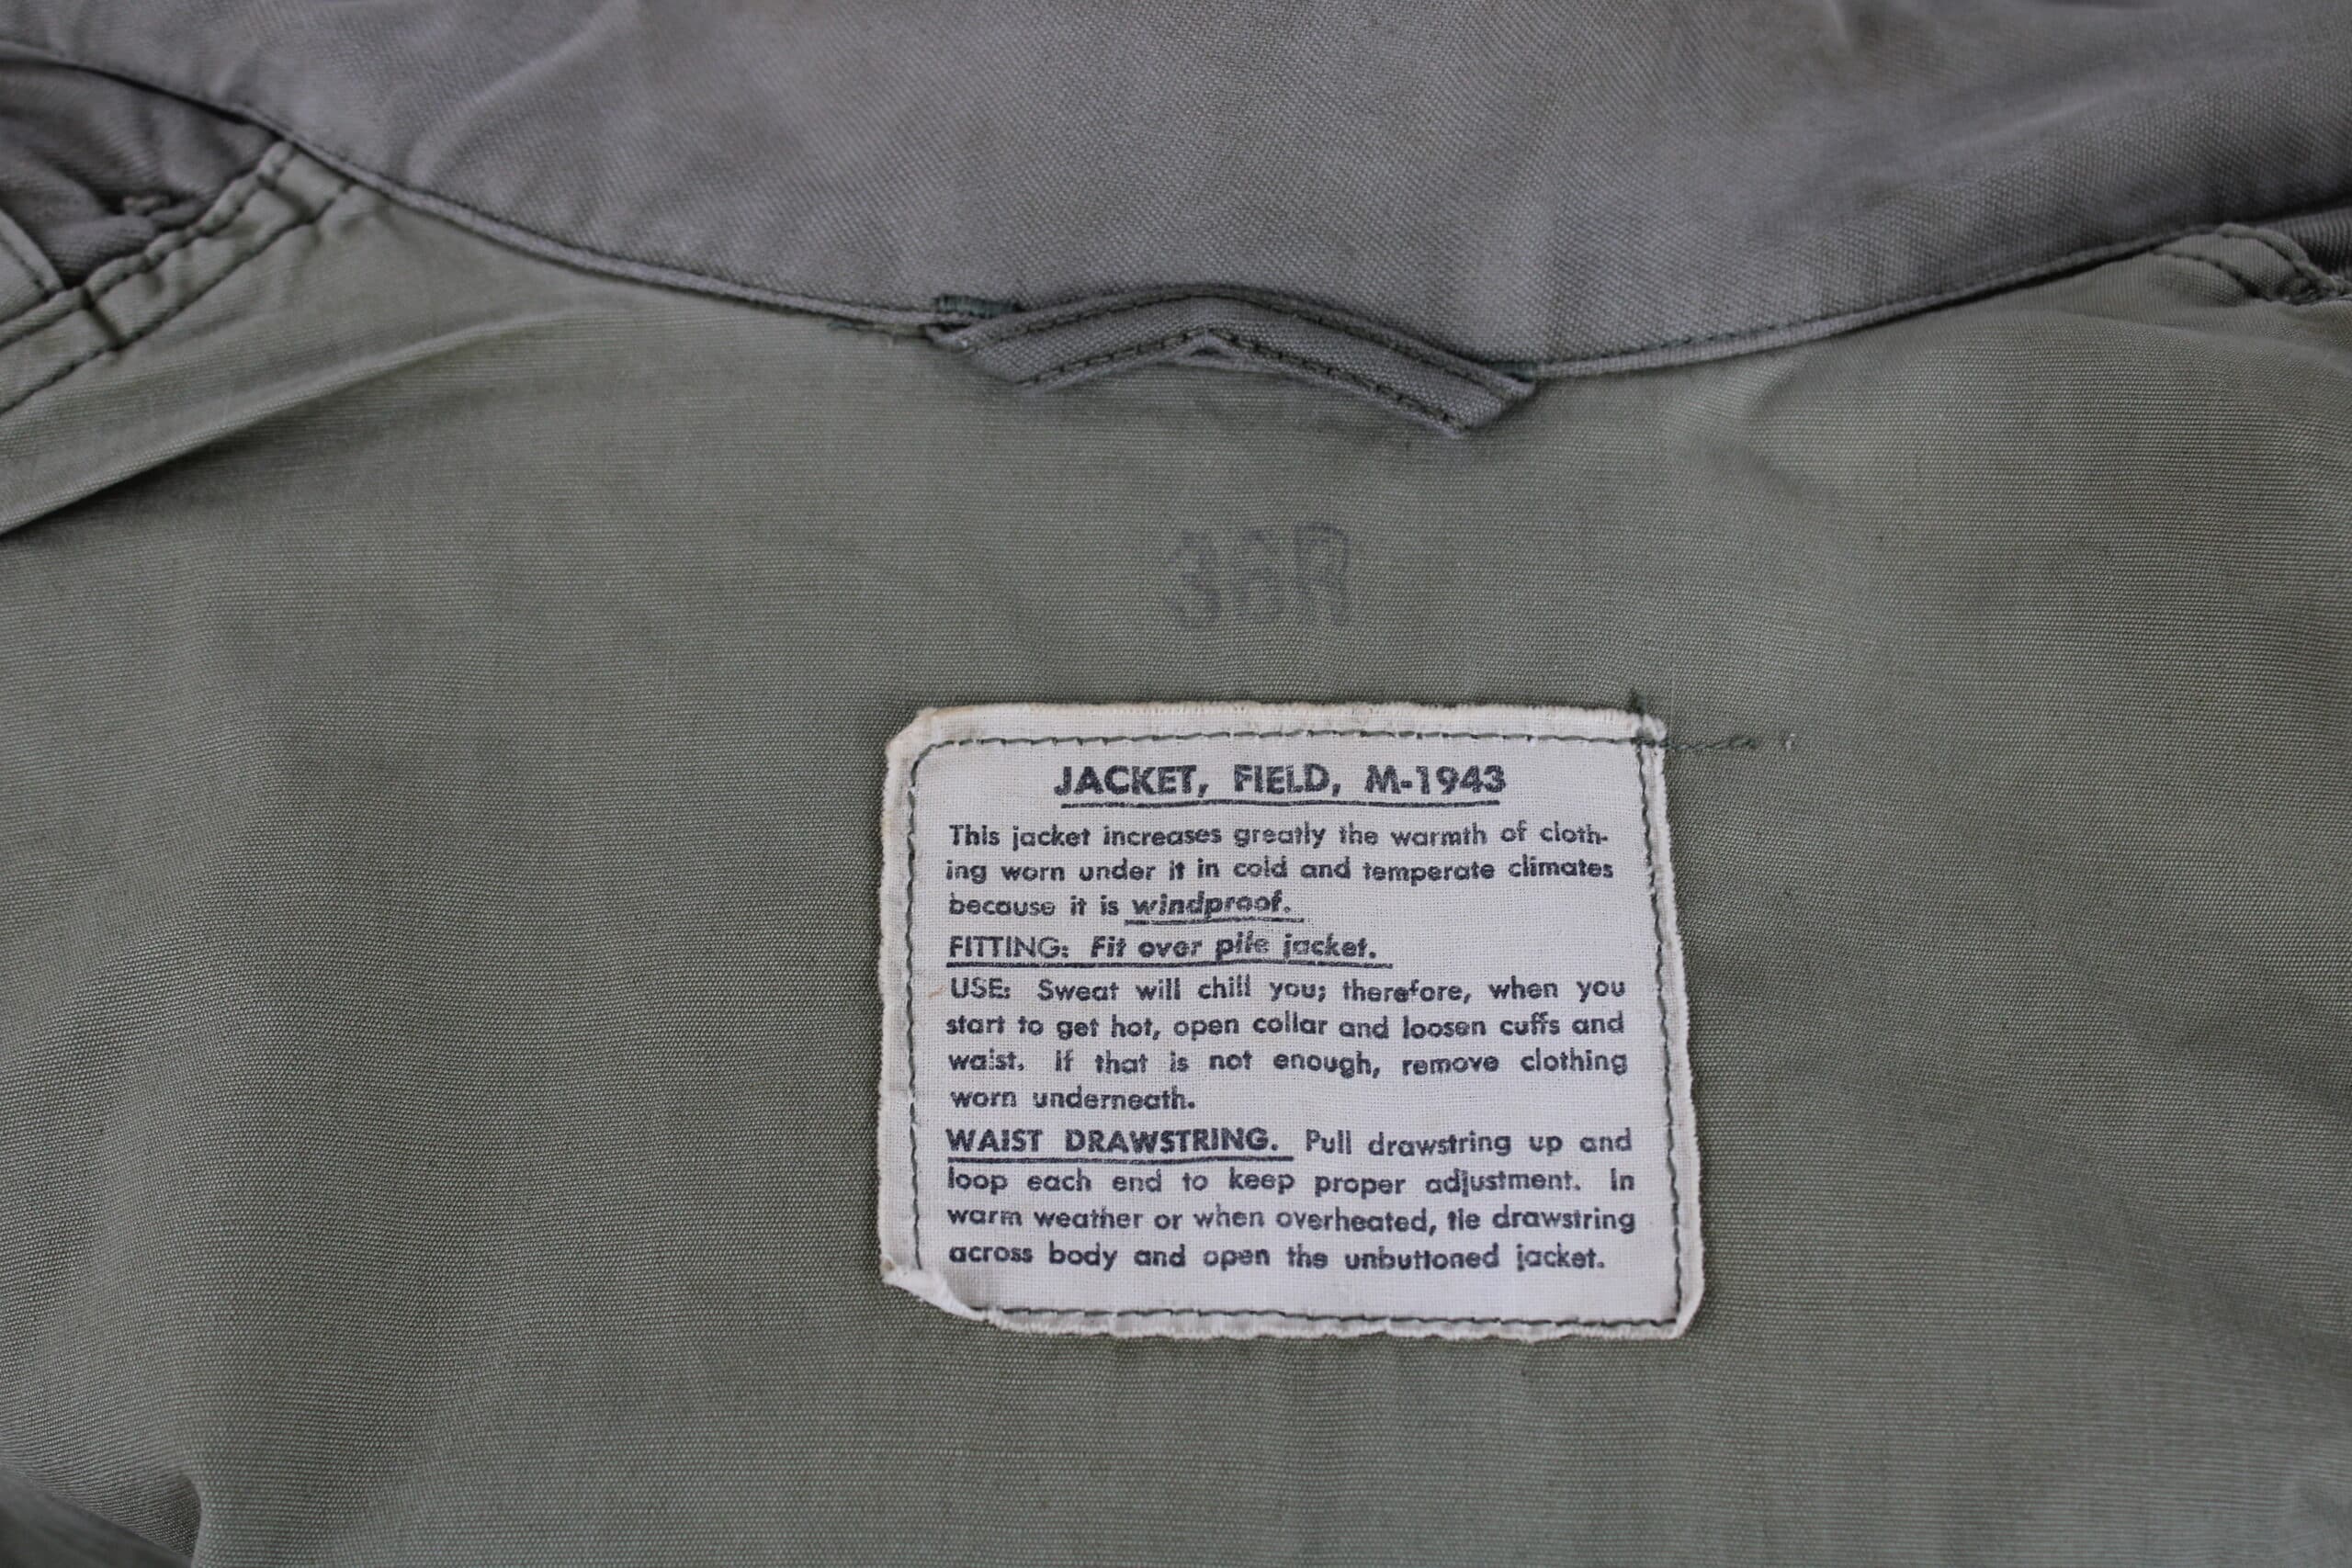 36R
JACKET, FIELD, M-1943
This jacket increases greatly the warmth of cloth-
ing worn under it in cold and temperate climates
because it is windproof.
FITTING: Fit over pile jacket.
USE: Sweat will chill you; therefore, when you
start to get hot, open collar and loosen cuffs and
waist. If that is not enough, remove clothing
worn underneath.
WAIST DRAWSTRING. Pull drawstring up and
loop each end to keep proper adjustment. In
warm weather or when overheated, tie drawstring
across body and open the unbuttoned jacket.